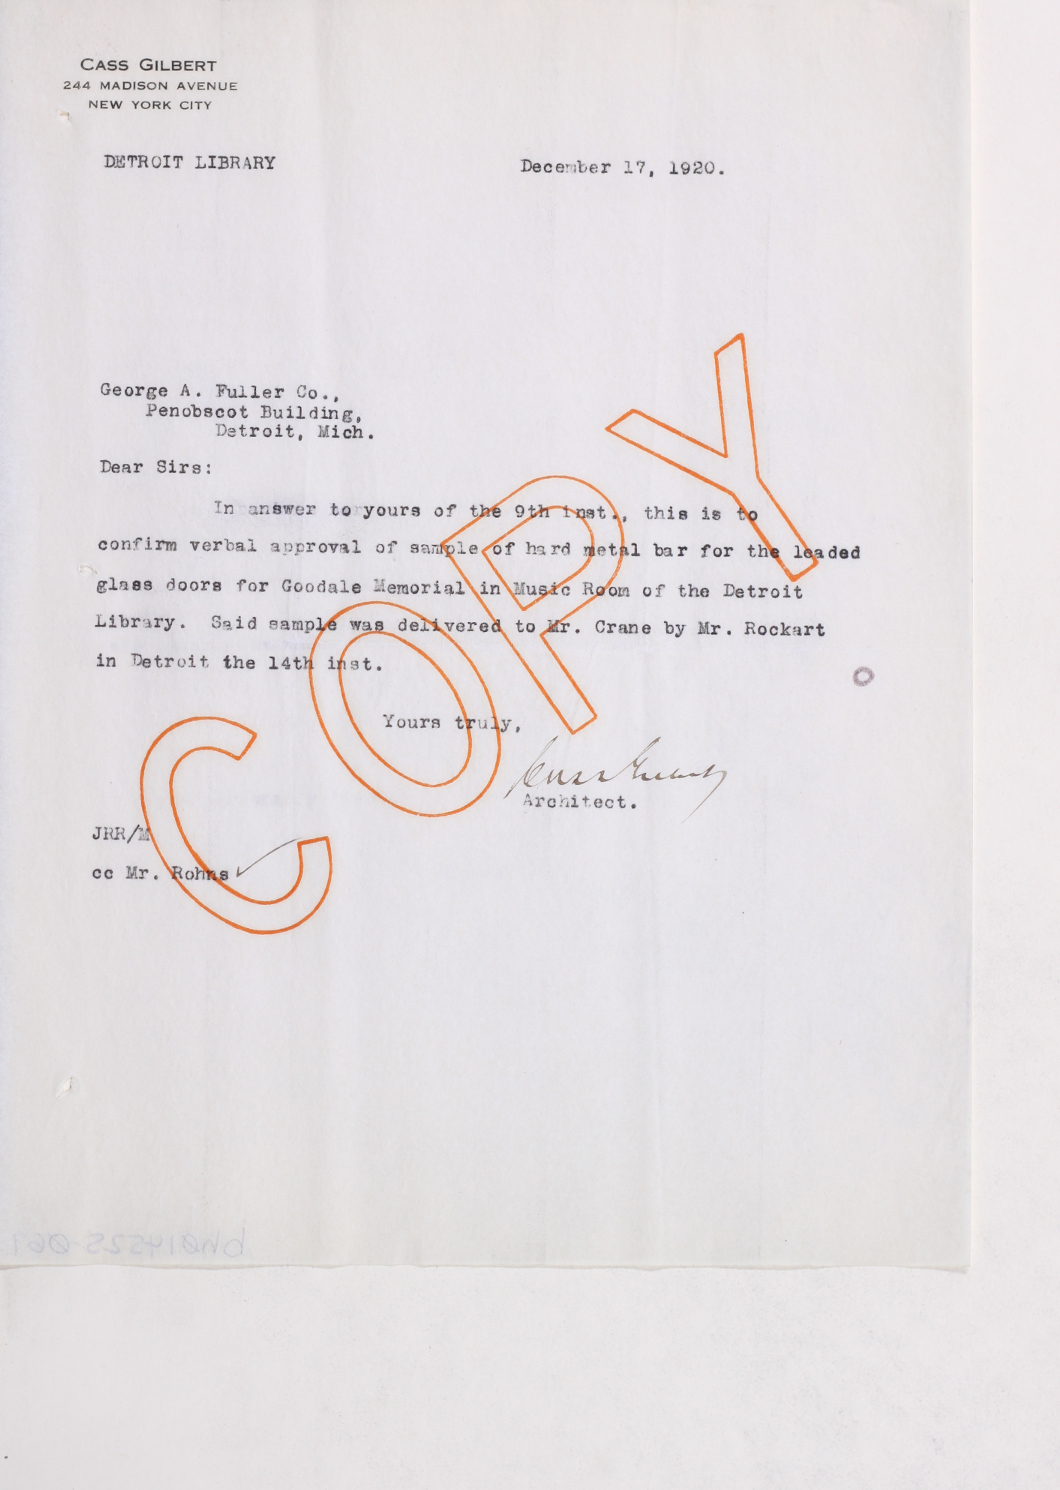 CASS GILBERT
244 MADISON AVENUE
NEW YORK CITY
DETROIT LIBRARY
December 17, 1920.
George A. Fuller Co.,
Penobscot Building,
Detroit, Mich.
Dear Sirs:
In answer to yours of the 9th inst., this is to
confirm verbal approval of sample of hard metal bar for the leaded
glass doors for Goodale Memorial in Music Room of the Detroit
Library. Said sample was delivered to Mr. Crane by Mr. Rockart
in Detroit the 14th inst.
Yours truly,
Cass Gilbert
Architect.
JRR/M
cc Mr. Rohns
COPY